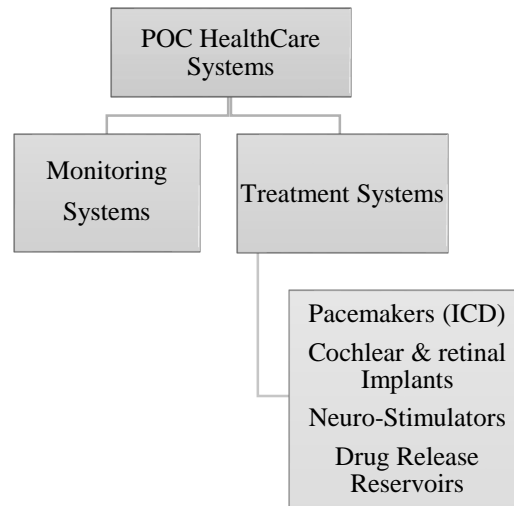 POC HealthCare
Systems
Monitoring
Systems
Treatment Systems
Pacemakers (ICD)
Cochlear & retinal
Implants
Neuro-Stimulators
Drug Release
Reservoirs